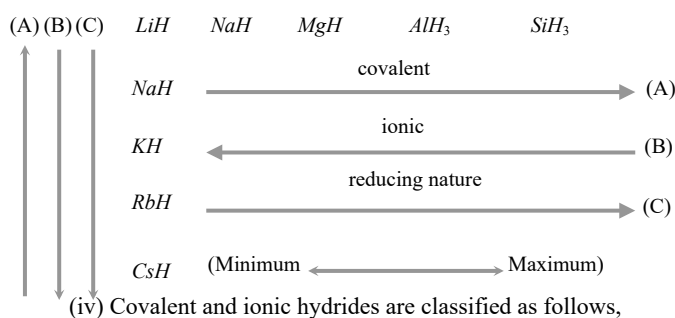 (A) (B) (C) LiH NaH MgH AlH₃ SiH₃
covalent
NaH (A)
ionic
KH (B)
reducing nature
RbH (C)
CsH (Minimum Maximum)
(iv) Covalent and ionic hydrides are classified as follows,